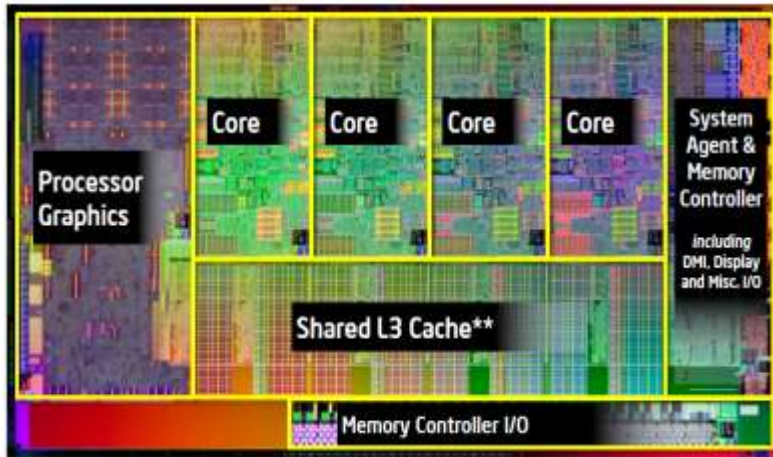 Processor
Graphics
Core
Core
Core
Core
System
Agent &
Memory
Controller
including
DMI, Display
and Misc. I/O
Shared L3 Cache**
Memory Controller I/O